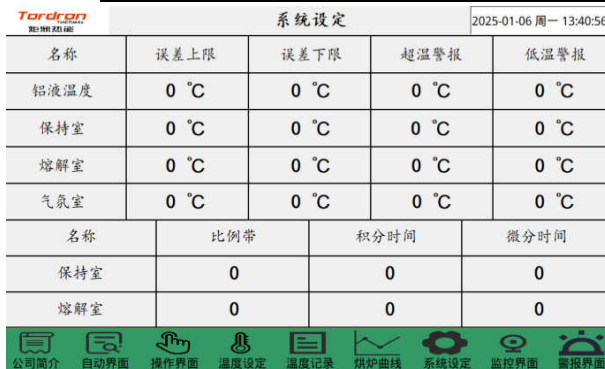 Tordron
THERMAL
炬鼎热能
系统设定
2025-01-06 周一 13:40:56
名称 误差上限 误差下限 超温警报 低温警报
铝液温度 0 ℃ 0 ℃ 0 ℃ 0 ℃
保持室 0 ℃ 0 ℃ 0 ℃ 0 ℃
熔解室 0 ℃ 0 ℃ 0 ℃ 0 ℃
气氛室 0 ℃ 0 ℃ 0 ℃ 0 ℃
名称 比例带 积分时间 微分时间
保持室 0 0 0
熔解室 0 0 0
公司简介 自动界面 操作界面 温度设定 温度记录 烘炉曲线 系统设定 监控界面 警报界面